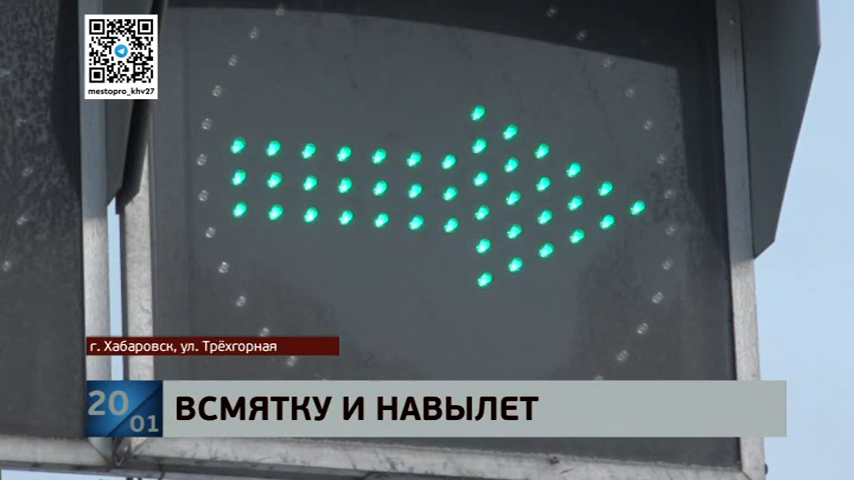 mestopro_khv27
г. Хабаровск, ул. Трёхгорная
20
01
ВСМЯТКУ И НАВЫЛЕТ